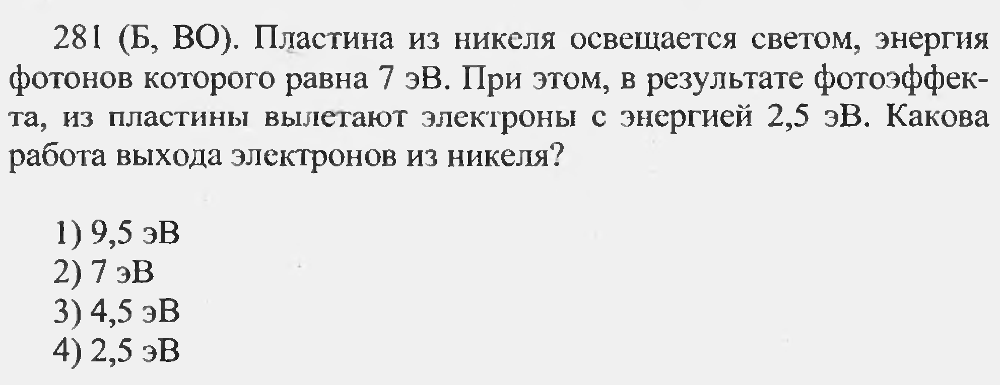 281 (Б, ВО). Пластина из никеля освещается светом, энергия
фотонов которого равна 7 эВ. При этом, в результате фотоэффек-
та, из пластины вылетают электроны с энергией 2,5 эВ. Какова
работа выхода электронов из никеля?
1) 9,5 эВ
2) 7 эВ
3) 4,5 эВ
4) 2,5 эВ